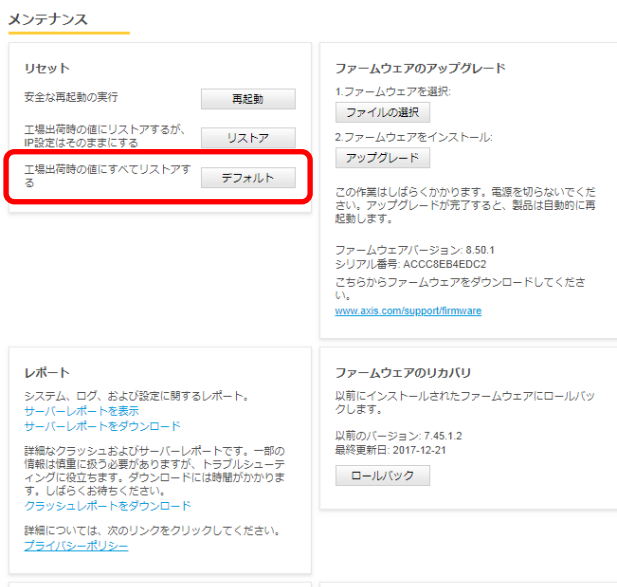 メンテナンス
リセット
安全な再起動の実行
再起動
工場出荷時の値にリストアするが、
IP設定はそのままにする
リストア
工場出荷時の値にすべてリストアす
る
デフォルト
ファームウェアのアップグレード
1.ファームウェアを選択:
ファイルの選択
2.ファームウェアをインストール:
アップグレード
この作業はしばらくかかります。電源を切らないでくだ
さい。アップグレードが完了すると、製品は自動的に再
起動します。
ファームウェアバージョン: 8.50.1
シリアル番号: ACCC8EB4EDC2
こちらからファームウェアをダウンロードしてくださ
い。
www.axis.com/support/firmware
レポート
システム、ログ、および設定に関するレポート。
サーバーレポートを表示
サーバーレポートをダウンロード
詳細なクラッシュおよびサーバーレポートです。一部の
情報は慎重に扱う必要がありますが、トラブルシューテ
ィングに役立ちます。ダウンロードには時間がかかりま
す。しばらくお待ちください。
クラッシュレポートをダウンロード
詳細については、次のリンクをクリックしてください。
プライバシーポリシー
ファームウェアのリカバリ
以前にインストールされたファームウェアにロールバッ
クします。
以前のバージョン: 7.45.1.2
最終更新日: 2017-12-21
ロールバック